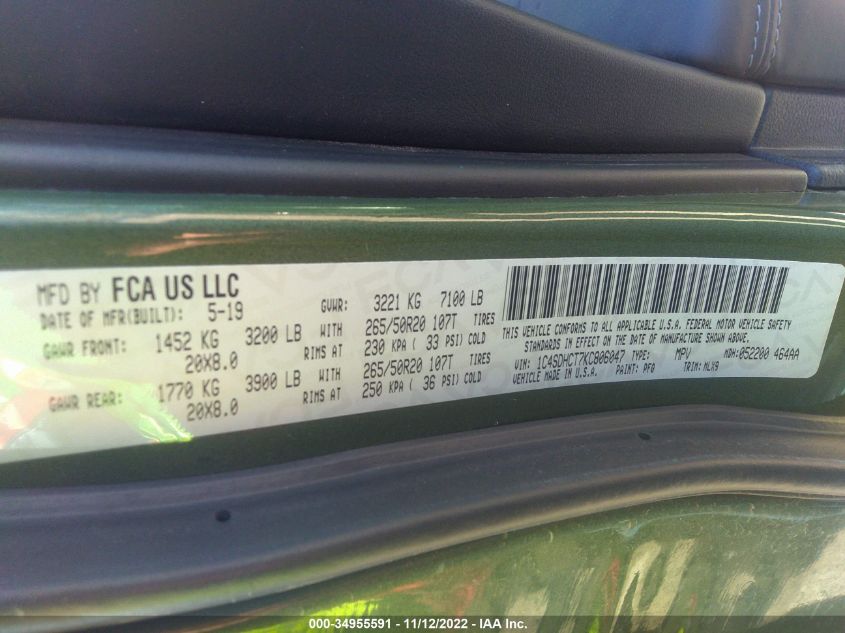 MFD BY FCA US LLC
DATE OF MFR(BUILT): 5-19
GVWR: 3221 KG 7100 LB
GAWR FRONT: 1452 KG 3200 LB WITH 265/50R20 107T TIRES
20X8.0 RIMS AT 230 KPA ( 33 PSI) COLD
GAWR REAR: 1770 KG 3900 LB WITH 265/50R20 107T TIRES
20X8.0 RIMS AT 250 KPA ( 36 PSI) COLD
THIS VEHICLE CONFORMS TO ALL APPLICABLE U.S.A. FEDERAL MOTOR VEHICLE SAFETY
STANDARDS IN EFFECT ON THE DATE OF MANUFACTURE SHOWN ABOVE.
VIN: 1C4SDHCT7KC806047 TYPE: MPV MDH:052200 464AA
VEHICLE MADE IN U.S.A. PAINT: PFQ TRIM:MLX9
000-34955591 - 11/12/2022 - IAA Inc.